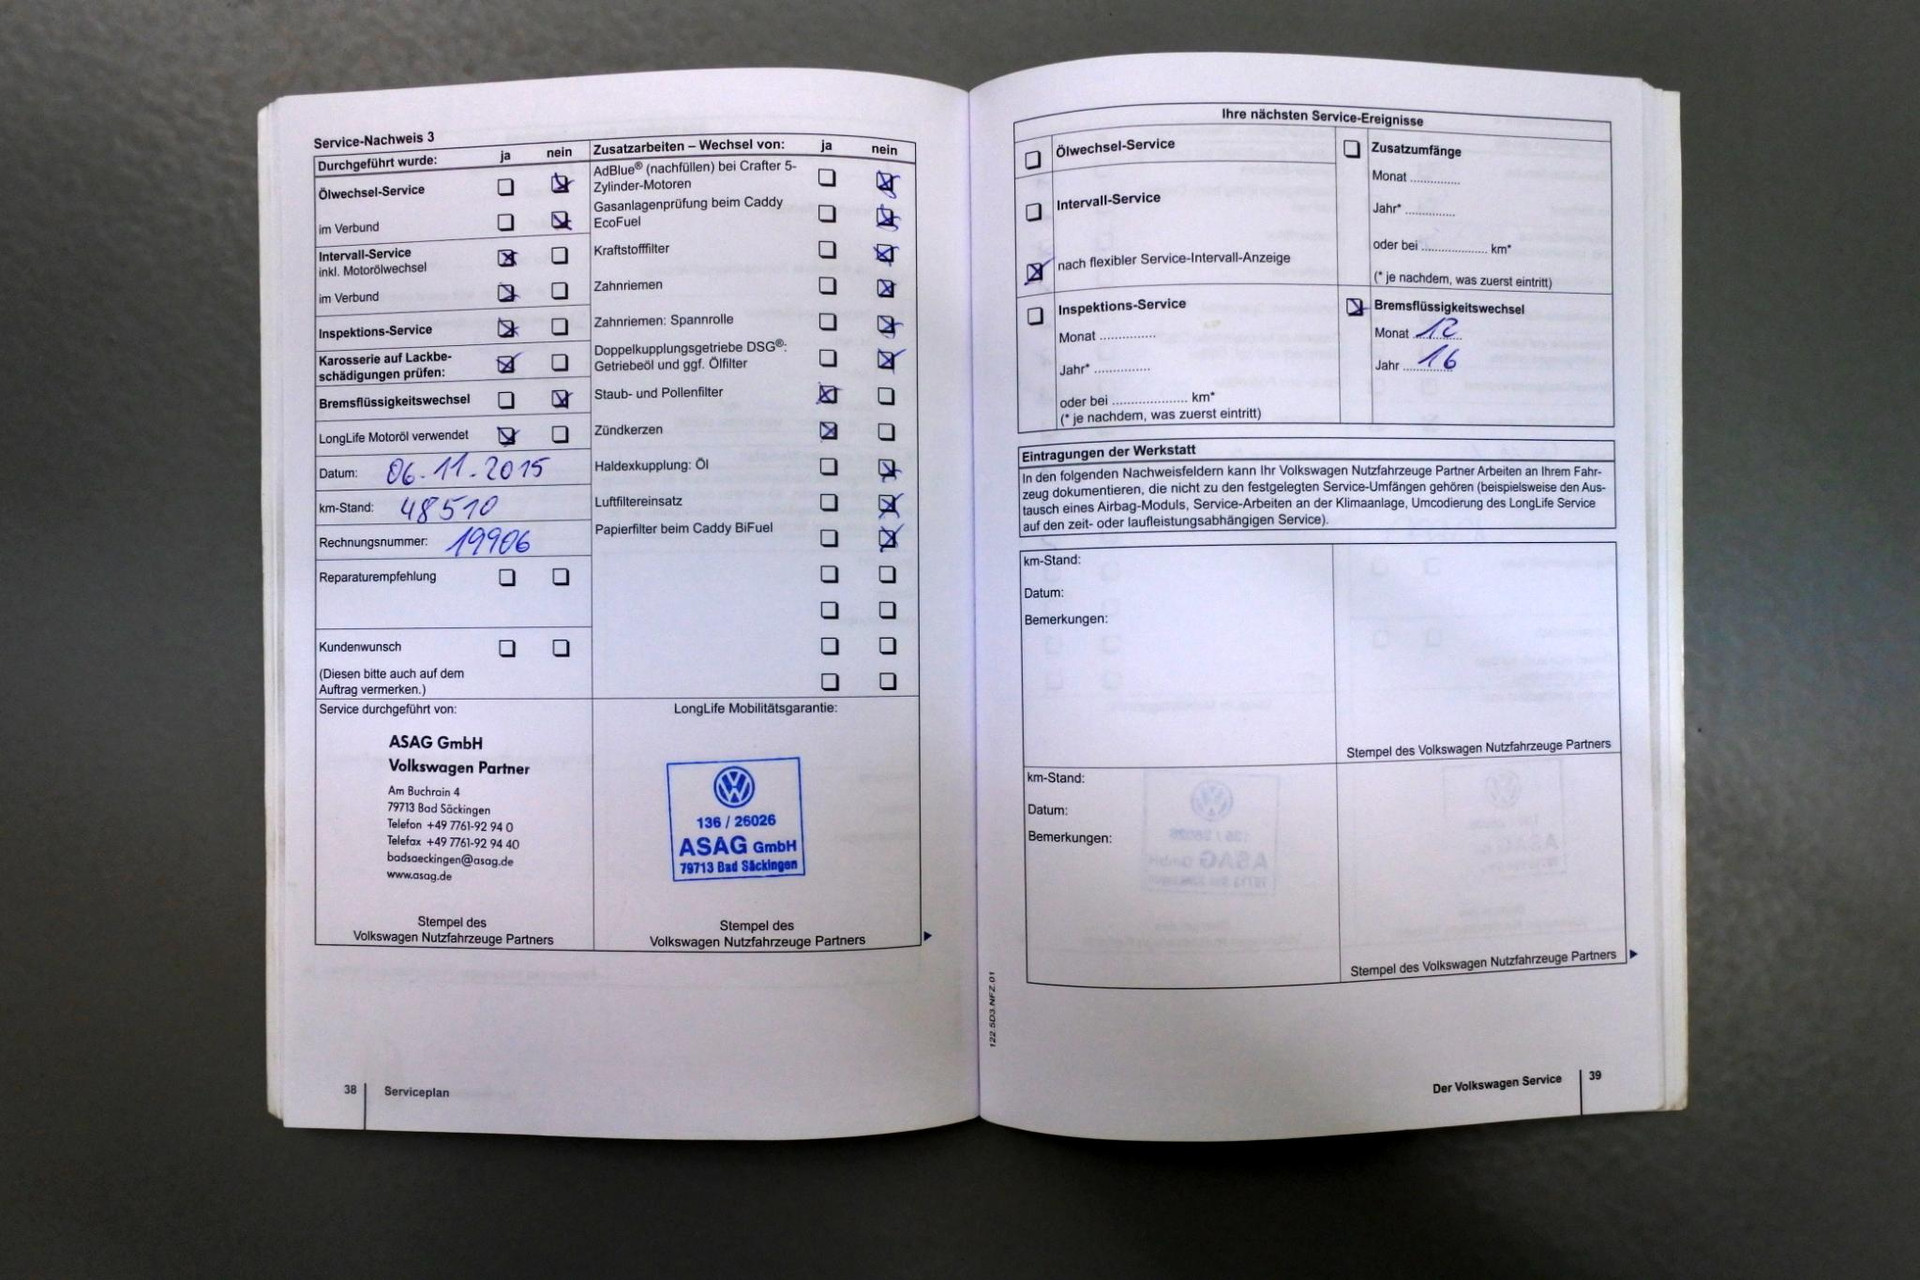 Service-Nachweis 3
Durchgeführt wurde: ja nein
Ölwechsel-Service
im Verbund
Intervall-Service
inkl. Motorölwechsel
im Verbund
Inspektions-Service
Karosserie auf Lackbe-
schädigungen prüfen:
Bremsflüssigkeitswechsel
LongLife Motoröl verwendet
Datum: 06.11.2015
km-Stand: 48510
Rechnungsnummer: 19906
Reparaturempfehlung
Kundenwunsch
(Diesen bitte auch auf dem
Auftrag vermerken.)
Zusatzarbeiten – Wechsel von: ja nein
AdBlue® (nachfüllen) bei Crafter 5-
Zylinder-Motoren
Gasanlagenprüfung beim Caddy
EcoFuel
Kraftstofffilter
Zahnriemen
Zahnriemen: Spannrolle
Doppelkupplungsgetriebe DSG®:
Getriebeöl und ggf. Ölfilter
Staub- und Pollenfilter
Zündkerzen
Haldexkupplung: Öl
Luftfiltereinsatz
Papierfilter beim Caddy BiFuel
Service durchgeführt von:
ASAG GmbH
Volkswagen Partner
Am Buchrain 4
79713 Bad Säckingen
Telefon +49 7761-92 94 0
Telefax +49 7761-92 94 40
badsaeckingen@asag.de
www.asag.de
Stempel des
Volkswagen Nutzfahrzeuge Partners
LongLife Mobilitätsgarantie:
136 / 26026
ASAG GmbH
79713 Bad Säckingen
Stempel des
Volkswagen Nutzfahrzeuge Partners
38 Serviceplan
Ihre nächsten Service-Ereignisse
Ölwechsel-Service
Intervall-Service
nach flexibler Service-Intervall-Anzeige
Inspektions-Service
Monat ...............
Jahr* ...............
oder bei .................... km*
(* je nachdem, was zuerst eintritt)
Zusatzumfänge
Monat ..............
Jahr* ..............
oder bei .................. km*
(* je nachdem, was zuerst eintritt)
Bremsflüssigkeitswechsel
Monat 12
Jahr 16
Eintragungen der Werkstatt
In den folgenden Nachweisfeldern kann Ihr Volkswagen Nutzfahrzeuge Partner Arbeiten an Ihrem Fahr-
zeug dokumentieren, die nicht zu den festgelegten Service-Umfängen gehören (beispielsweise den Aus-
tausch eines Airbag-Moduls, Service-Arbeiten an der Klimaanlage, Umcodierung des LongLife Service
auf den zeit- oder laufleistungsabhängigen Service).
km-Stand:
Datum:
Bemerkungen:
Stempel des Volkswagen Nutzfahrzeuge Partners
km-Stand:
Datum:
Bemerkungen:
Stempel des Volkswagen Nutzfahrzeuge Partners
122.5D3.NFZ.01
Der Volkswagen Service 39